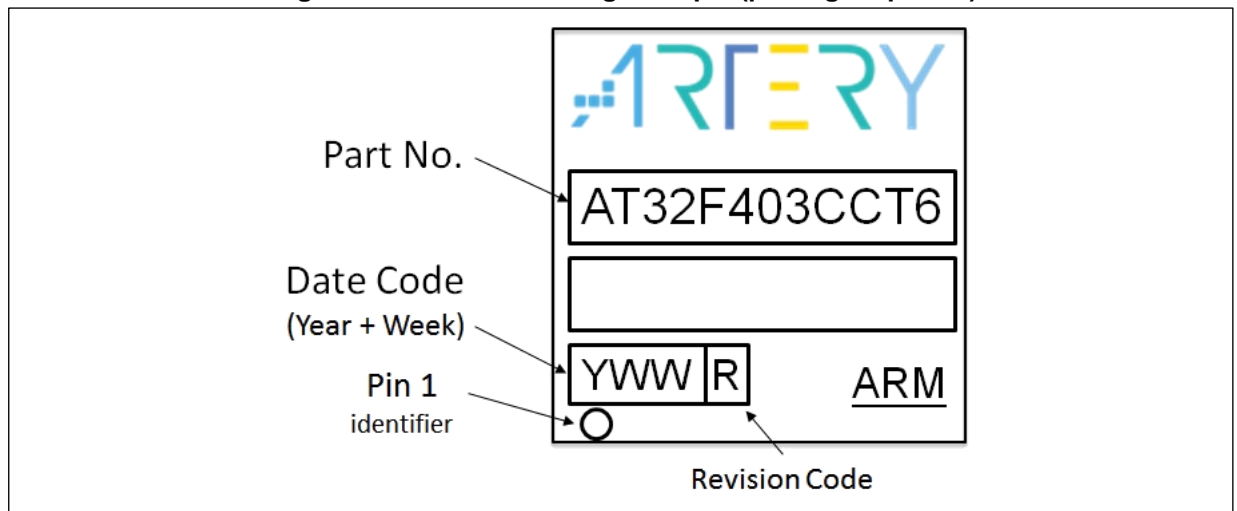 ARTERY
Part No.
AT32F403CCT6
Date Code
(Year + Week)
YWW R
ARM
Pin 1
identifier
Revision Code